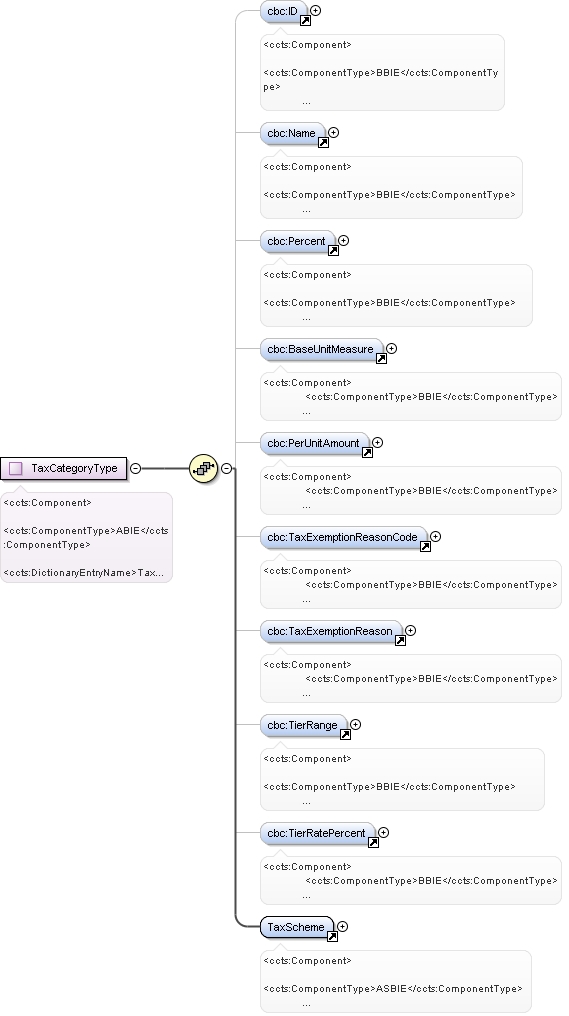 cbc:ID
<ccts:Component>
<ccts:ComponentType>BBIE</ccts:ComponentTy
pe>
...
cbc:Name
<ccts:Component>
<ccts:ComponentType>BBIE</ccts:ComponentType>
...
cbc:Percent
<ccts:Component>
<ccts:ComponentType>BBIE</ccts:ComponentType>
...
cbc:BaseUnitMeasure
<ccts:Component>
<ccts:ComponentType>BBIE</ccts:ComponentType>
...
cbc:PerUnitAmount
<ccts:Component>
<ccts:ComponentType>BBIE</ccts:ComponentType>
...
TaxCategoryType
<ccts:Component>
<ccts:ComponentType>ABIE</ccts
:ComponentType>
<ccts:DictionaryEntryName>Tax...
cbc:TaxExemptionReasonCode
<ccts:Component>
<ccts:ComponentType>BBIE</ccts:ComponentType>
...
cbc:TaxExemptionReason
<ccts:Component>
<ccts:ComponentType>BBIE</ccts:ComponentType>
...
cbc:TierRange
<ccts:Component>
<ccts:ComponentType>BBIE</ccts:ComponentType>
...
cbc:TierRatePercent
<ccts:Component>
<ccts:ComponentType>BBIE</ccts:ComponentType>
...
TaxScheme
<ccts:Component>
<ccts:ComponentType>ASBIE</ccts:ComponentType>
...